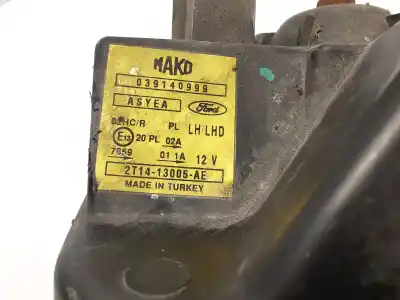 MAKO
039140999
ASYEA Ford
02HC/R PL LH LHD
E13 20 PL 02A
7859 01 1A 12 V
2T14-13005-AE
MADE IN TURKEY